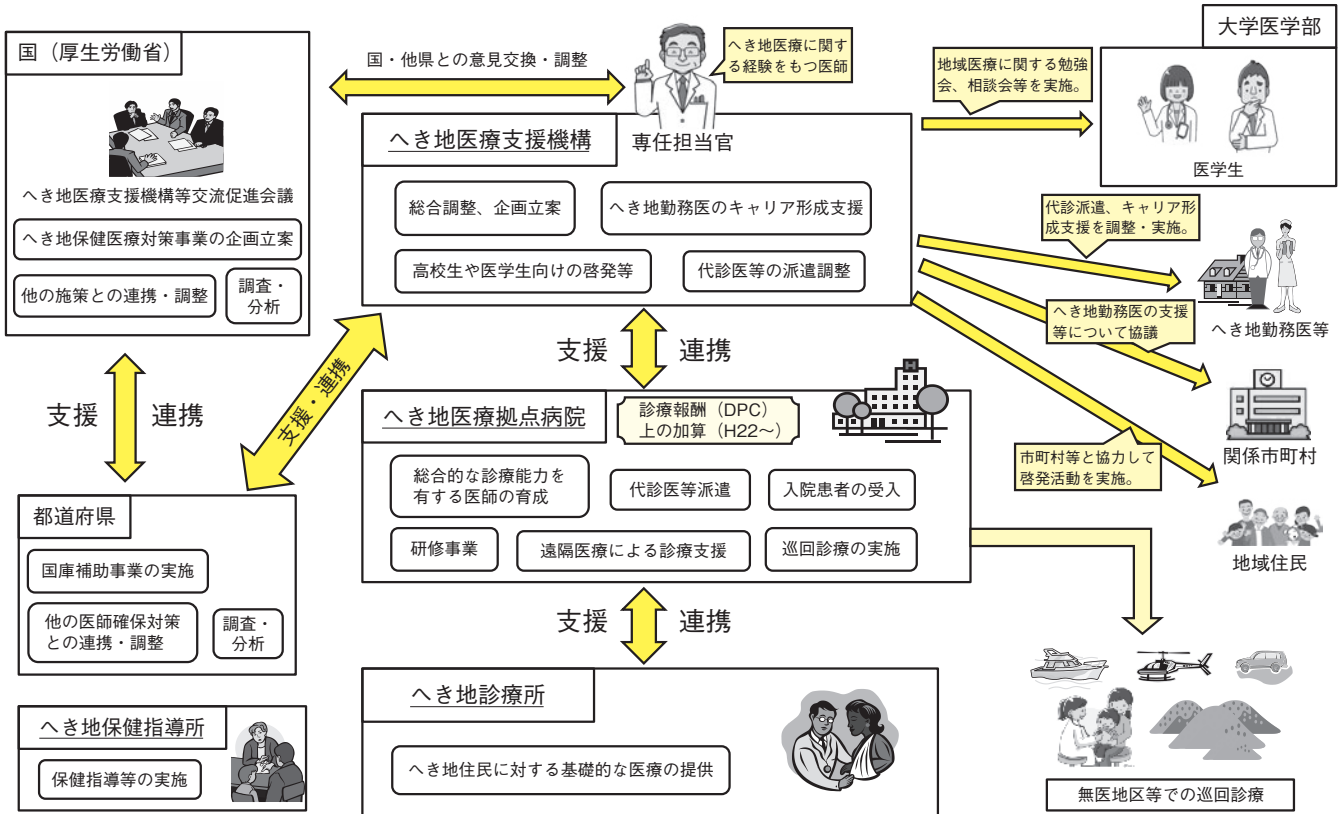 国（厚生労働省）
へき地医療支援機構等交流促進会議
へき地保健医療対策事業の企画立案
他の施策との連携・調整
調査・
分析
国・他県との意見交換・調整
へき地医療に関す
る経験をもつ医師
専任担当官
へき地医療支援機構
総合調整、企画立案
へき地勤務医のキャリア形成支援
高校生や医学生向けの啓発等
代診医等の派遣調整
地域医療に関する勉強
会、相談会等を実施。
大学医学部
医学生
代診派遣、キャリア形
成支援を調整・実施。
へき地勤務医等
へき地勤務医の支援
等について協議
関係市町村
市町村等と協力して
啓発活動を実施。
地域住民
支援
連携
支援・連携
支援
連携
へき地医療拠点病院
診療報酬（DPC）
上の加算（H22～）
H
総合的な診療能力を
有する医師の育成
代診医等派遣
入院患者の受入
研修事業
遠隔医療による診療支援
巡回診療の実施
都道府県
国庫補助事業の実施
他の医師確保対策
との連携・調整
調査・
分析
支援
連携
へき地保健指導所
保健指導等の実施
へき地診療所
へき地住民に対する基礎的な医療の提供
無医地区等での巡回診療